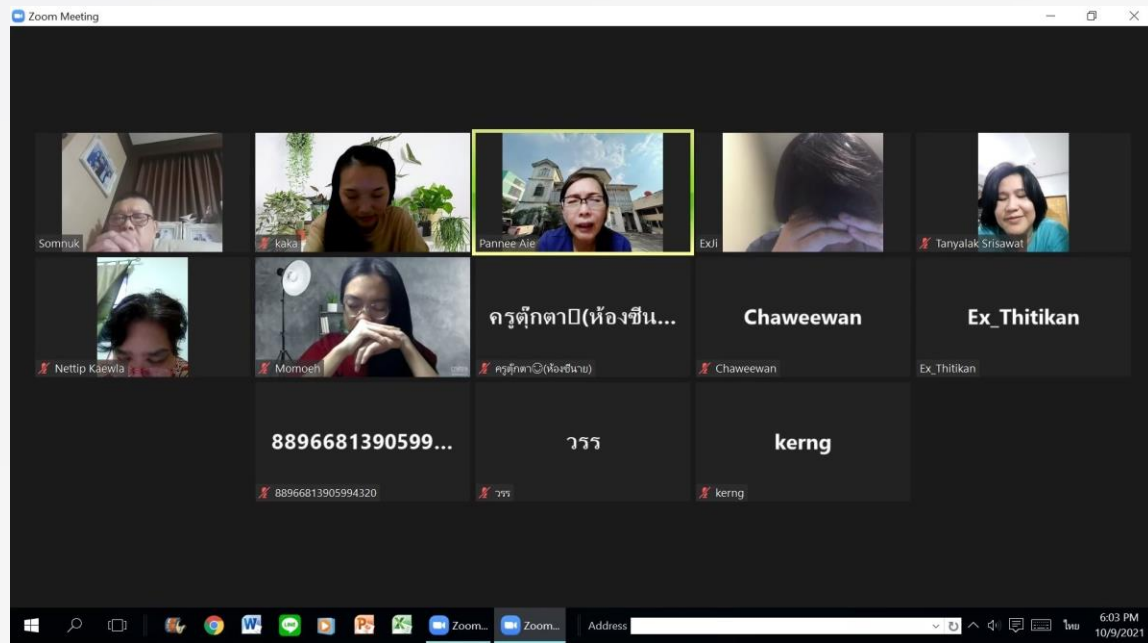 Zoom Meeting
Somnuk
kaka
Pannee Aie
ExJi
Tanyalak Srisawat
Nettip Kaewla
Momoeh
ครูตุ๊กตา▯(ห้องซีน...
ครูตุ๊กตา☺(ห้องซีนาย)
Chaweewan
Chaweewan
Ex_Thitikan
Ex_Thitikan
8896681390599...
88966813905994320
วรร
วรร
kerng
kerng
Zoom...
Zoom...
Address
ไทย
6:03 PM
10/9/2021